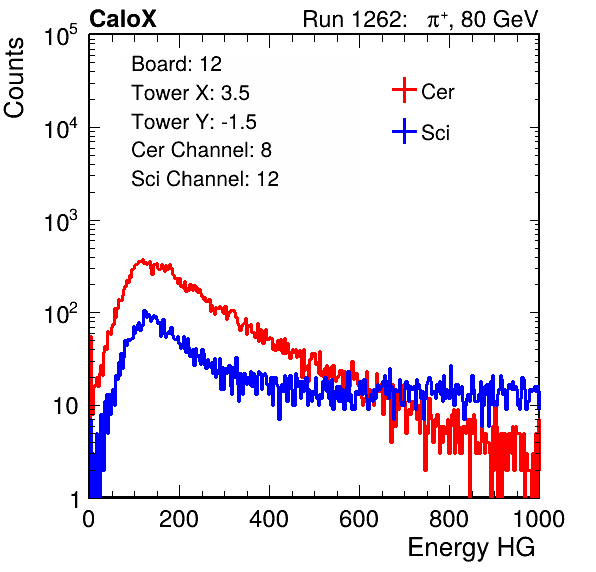 CaloX Run 1262: π⁺, 80 GeV
Counts
10⁵
10⁴
10³
10²
10
1
Board: 12
Tower X: 3.5
Tower Y: -1.5
Cer Channel: 8
Sci Channel: 12
Cer
Sci
0 200 400 600 800 1000
Energy HG